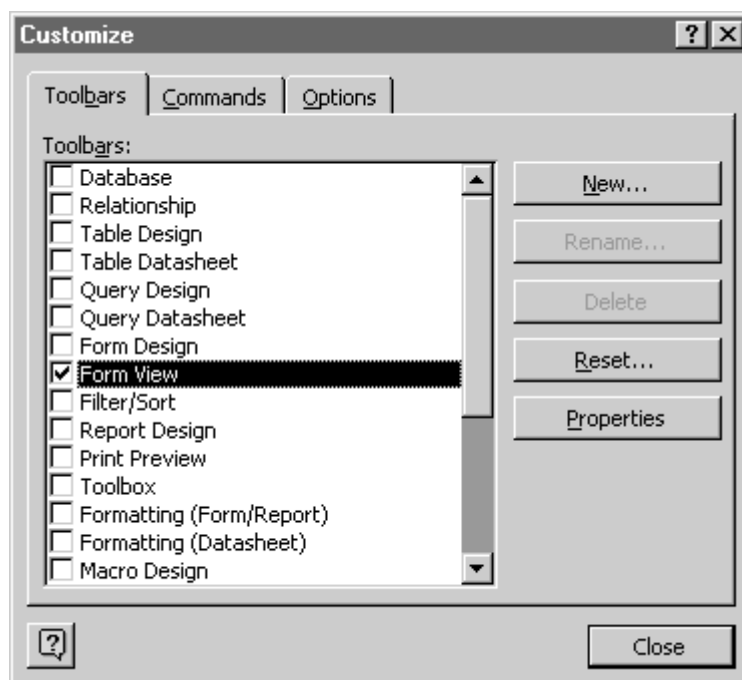 Customize
Toolbars Commands Options
Toolbars:
Database
Relationship
Table Design
Table Datasheet
Query Design
Query Datasheet
Form Design
Form View
Filter/Sort
Report Design
Print Preview
Toolbox
Formatting (Form/Report)
Formatting (Datasheet)
Macro Design
New...
Rename...
Delete
Reset...
Properties
Close